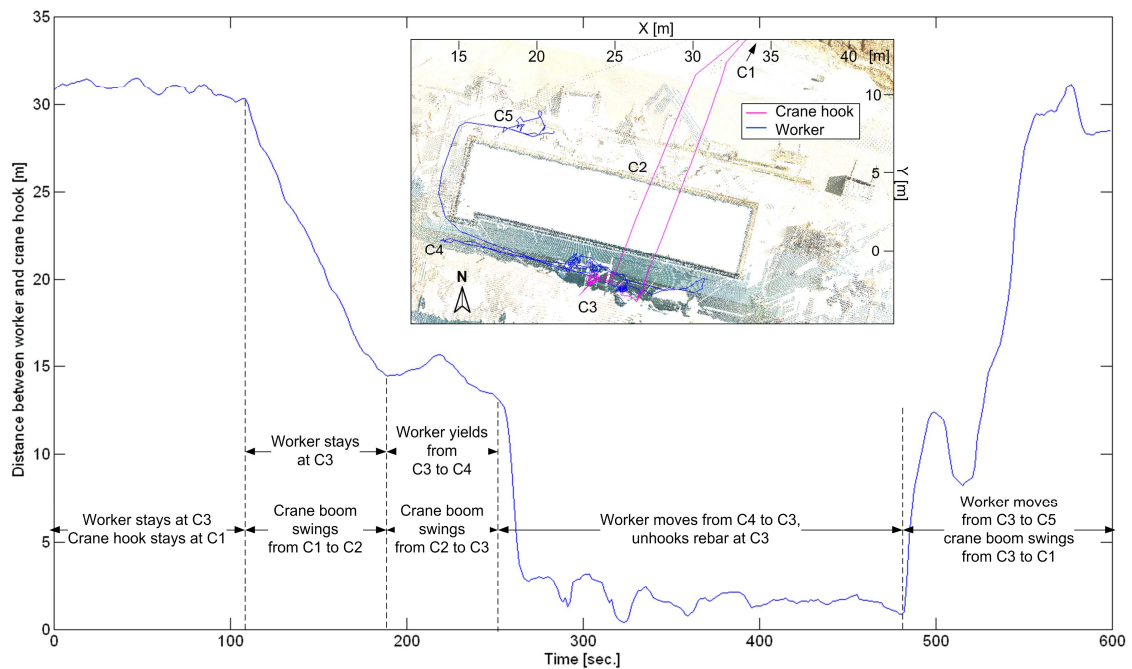 35
30
25
20
15
10
5
0
Distance between worker and crane hook [m]
0
100
200
300
400
500
600
Time [sec.]
X [m]
15
20
25
30
35
40
[m]
C1
10
5
0
Y [m]
Crane hook
Worker
C5
C2
C4
C3
N
Worker stays
at C3
Worker yields
from
C3 to C4
Worker stays at C3
Crane hook stays at C1
Crane boom
swings
from C1 to C2
Crane boom
swings
from C2 to C3
Worker moves from C4 to C3,
unhooks rebar at C3
Worker moves
from C3 to C5
crane boom swings
from C3 to C1